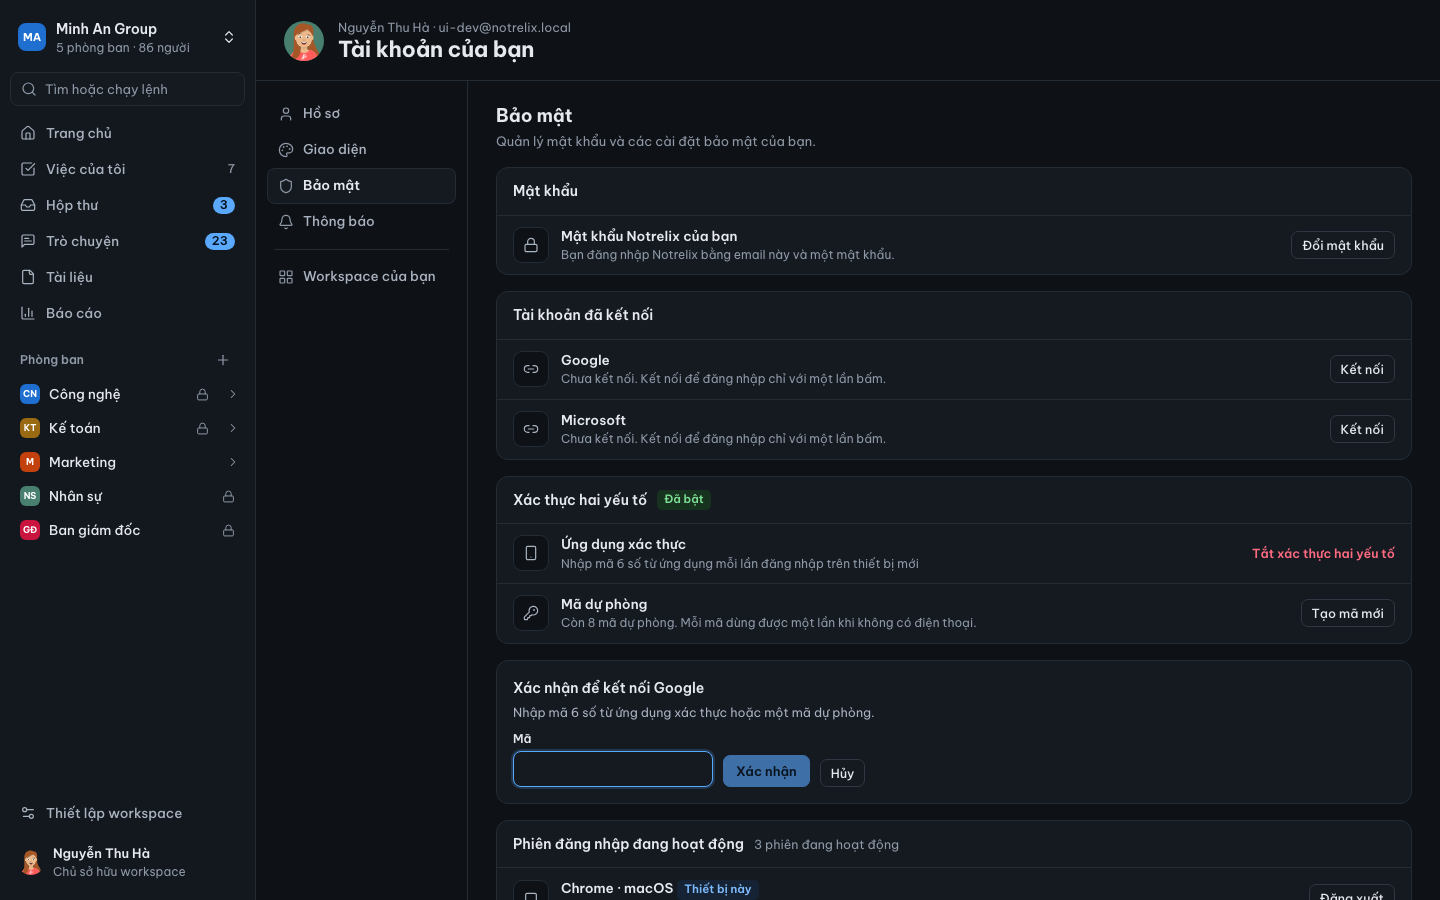 MA
Minh An Group
5 phòng ban · 86 người
Tìm hoặc chạy lệnh
Trang chủ
Việc của tôi 7
Hộp thư 3
Trò chuyện 23
Tài liệu
Báo cáo
Phòng ban
CN Công nghệ
KT Kế toán
M Marketing
NS Nhân sự
GĐ Ban giám đốc
Thiết lập workspace
Nguyễn Thu Hà
Chủ sở hữu workspace
Nguyễn Thu Hà · ui-dev@notrelix.local
Tài khoản của bạn
Hồ sơ
Giao diện
Bảo mật
Thông báo
Workspace của bạn
Bảo mật
Quản lý mật khẩu và các cài đặt bảo mật của bạn.
Mật khẩu
Mật khẩu Notrelix của bạn
Bạn đăng nhập Notrelix bằng email này và một mật khẩu.
Đổi mật khẩu
Tài khoản đã kết nối
Google
Chưa kết nối. Kết nối để đăng nhập chỉ với một lần bấm.
Kết nối
Microsoft
Chưa kết nối. Kết nối để đăng nhập chỉ với một lần bấm.
Kết nối
Xác thực hai yếu tố Đã bật
Ứng dụng xác thực
Nhập mã 6 số từ ứng dụng mỗi lần đăng nhập trên thiết bị mới
Tắt xác thực hai yếu tố
Mã dự phòng
Còn 8 mã dự phòng. Mỗi mã dùng được một lần khi không có điện thoại.
Tạo mã mới
Xác nhận để kết nối Google
Nhập mã 6 số từ ứng dụng xác thực hoặc một mã dự phòng.
Mã
Xác nhận
Hủy
Phiên đăng nhập đang hoạt động 3 phiên đang hoạt động
Chrome · macOS Thiết bị này
Đăng xuất